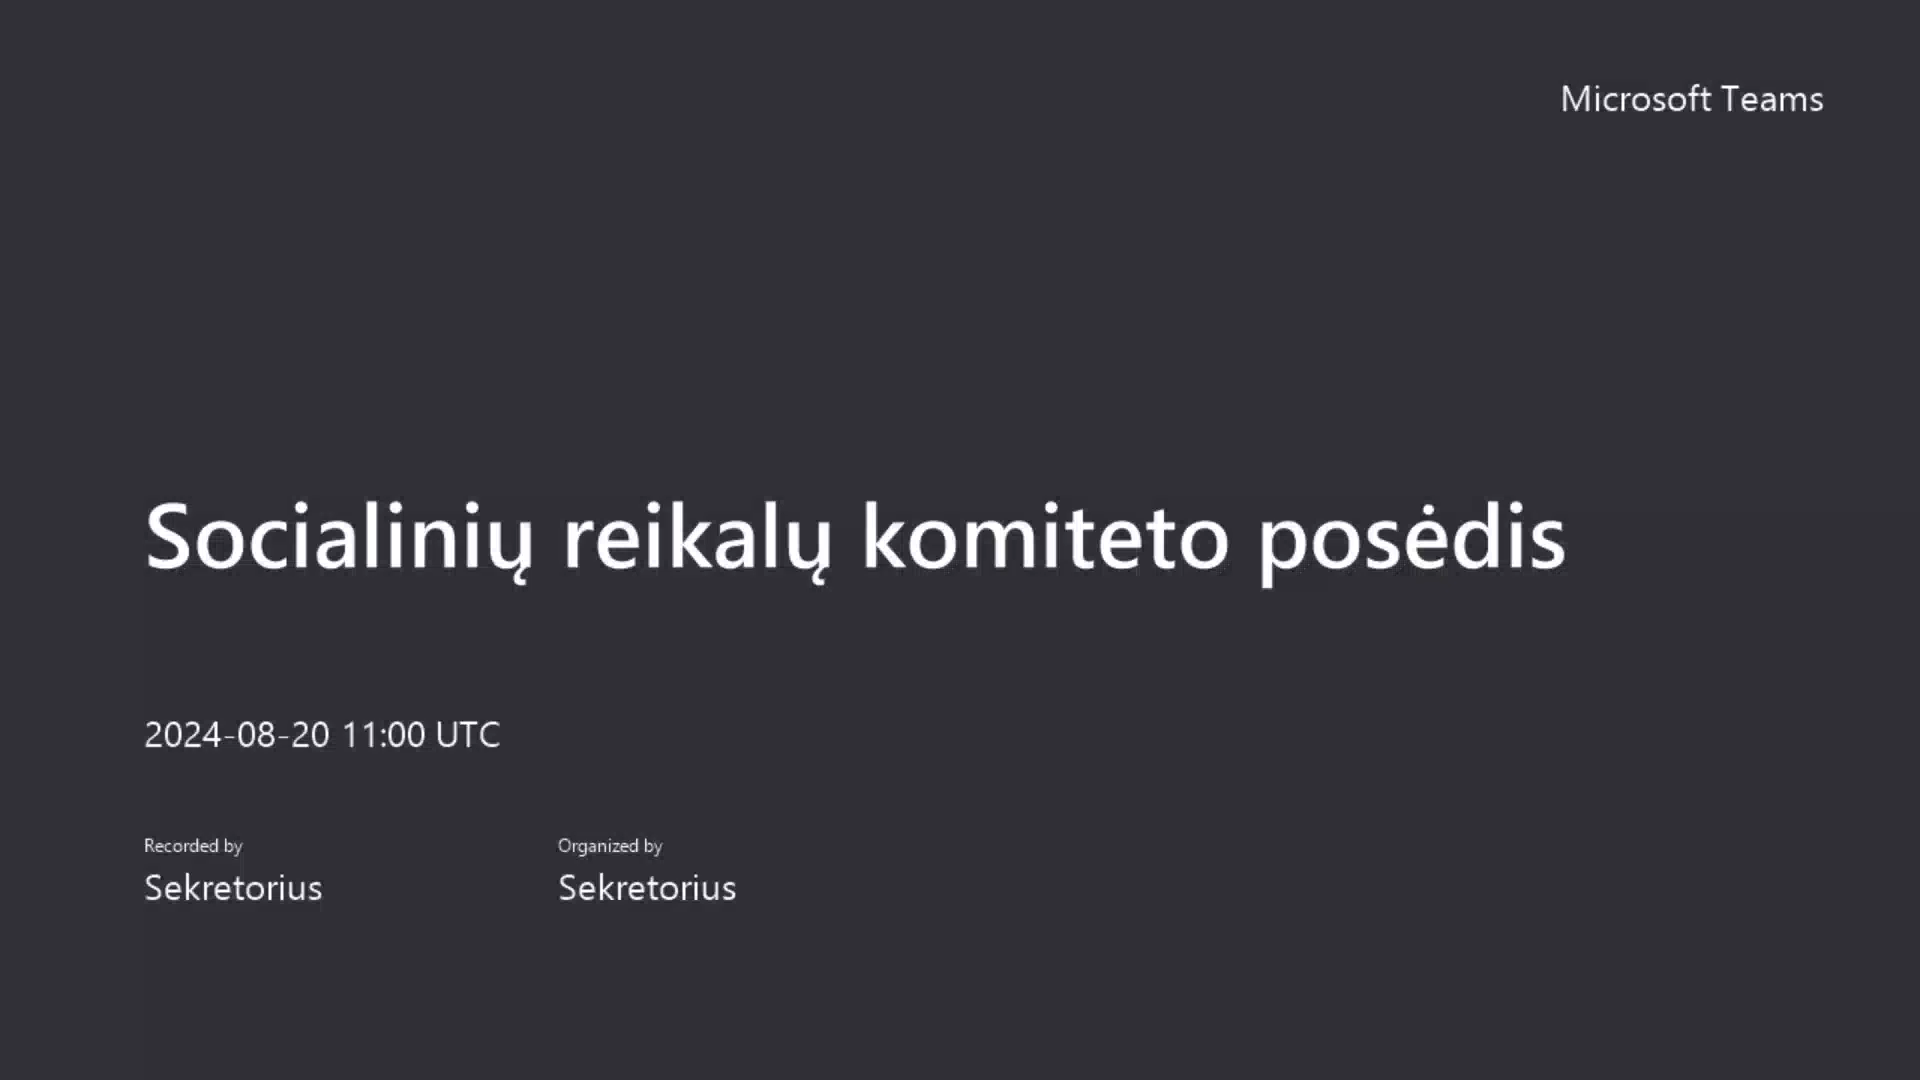 Microsoft Teams
Socialinių reikalų komiteto posėdis
2024-08-20 11:00 UTC
Recorded by
Sekretorius
Organized by
Sekretorius